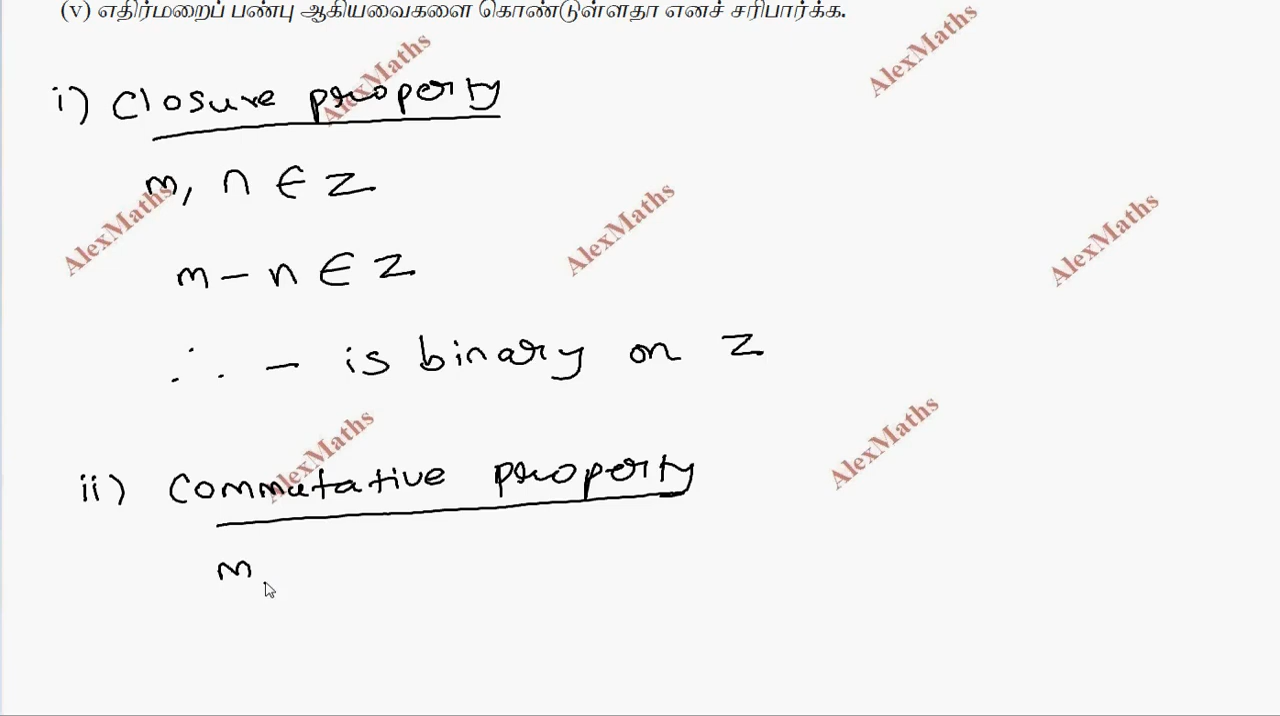 (v) எதிர்மறைப் பண்பு ஆகியவைகளை கொண்டுள்ளதா எனச் சரிபார்க்க.
AlexMaths
AlexMaths
i) Closure property
m, n ∈ Z
AlexMaths
AlexMaths
AlexMaths
m - n ∈ Z
∴ - is binary on Z
AlexMaths
AlexMaths
ii) Commutative property
m